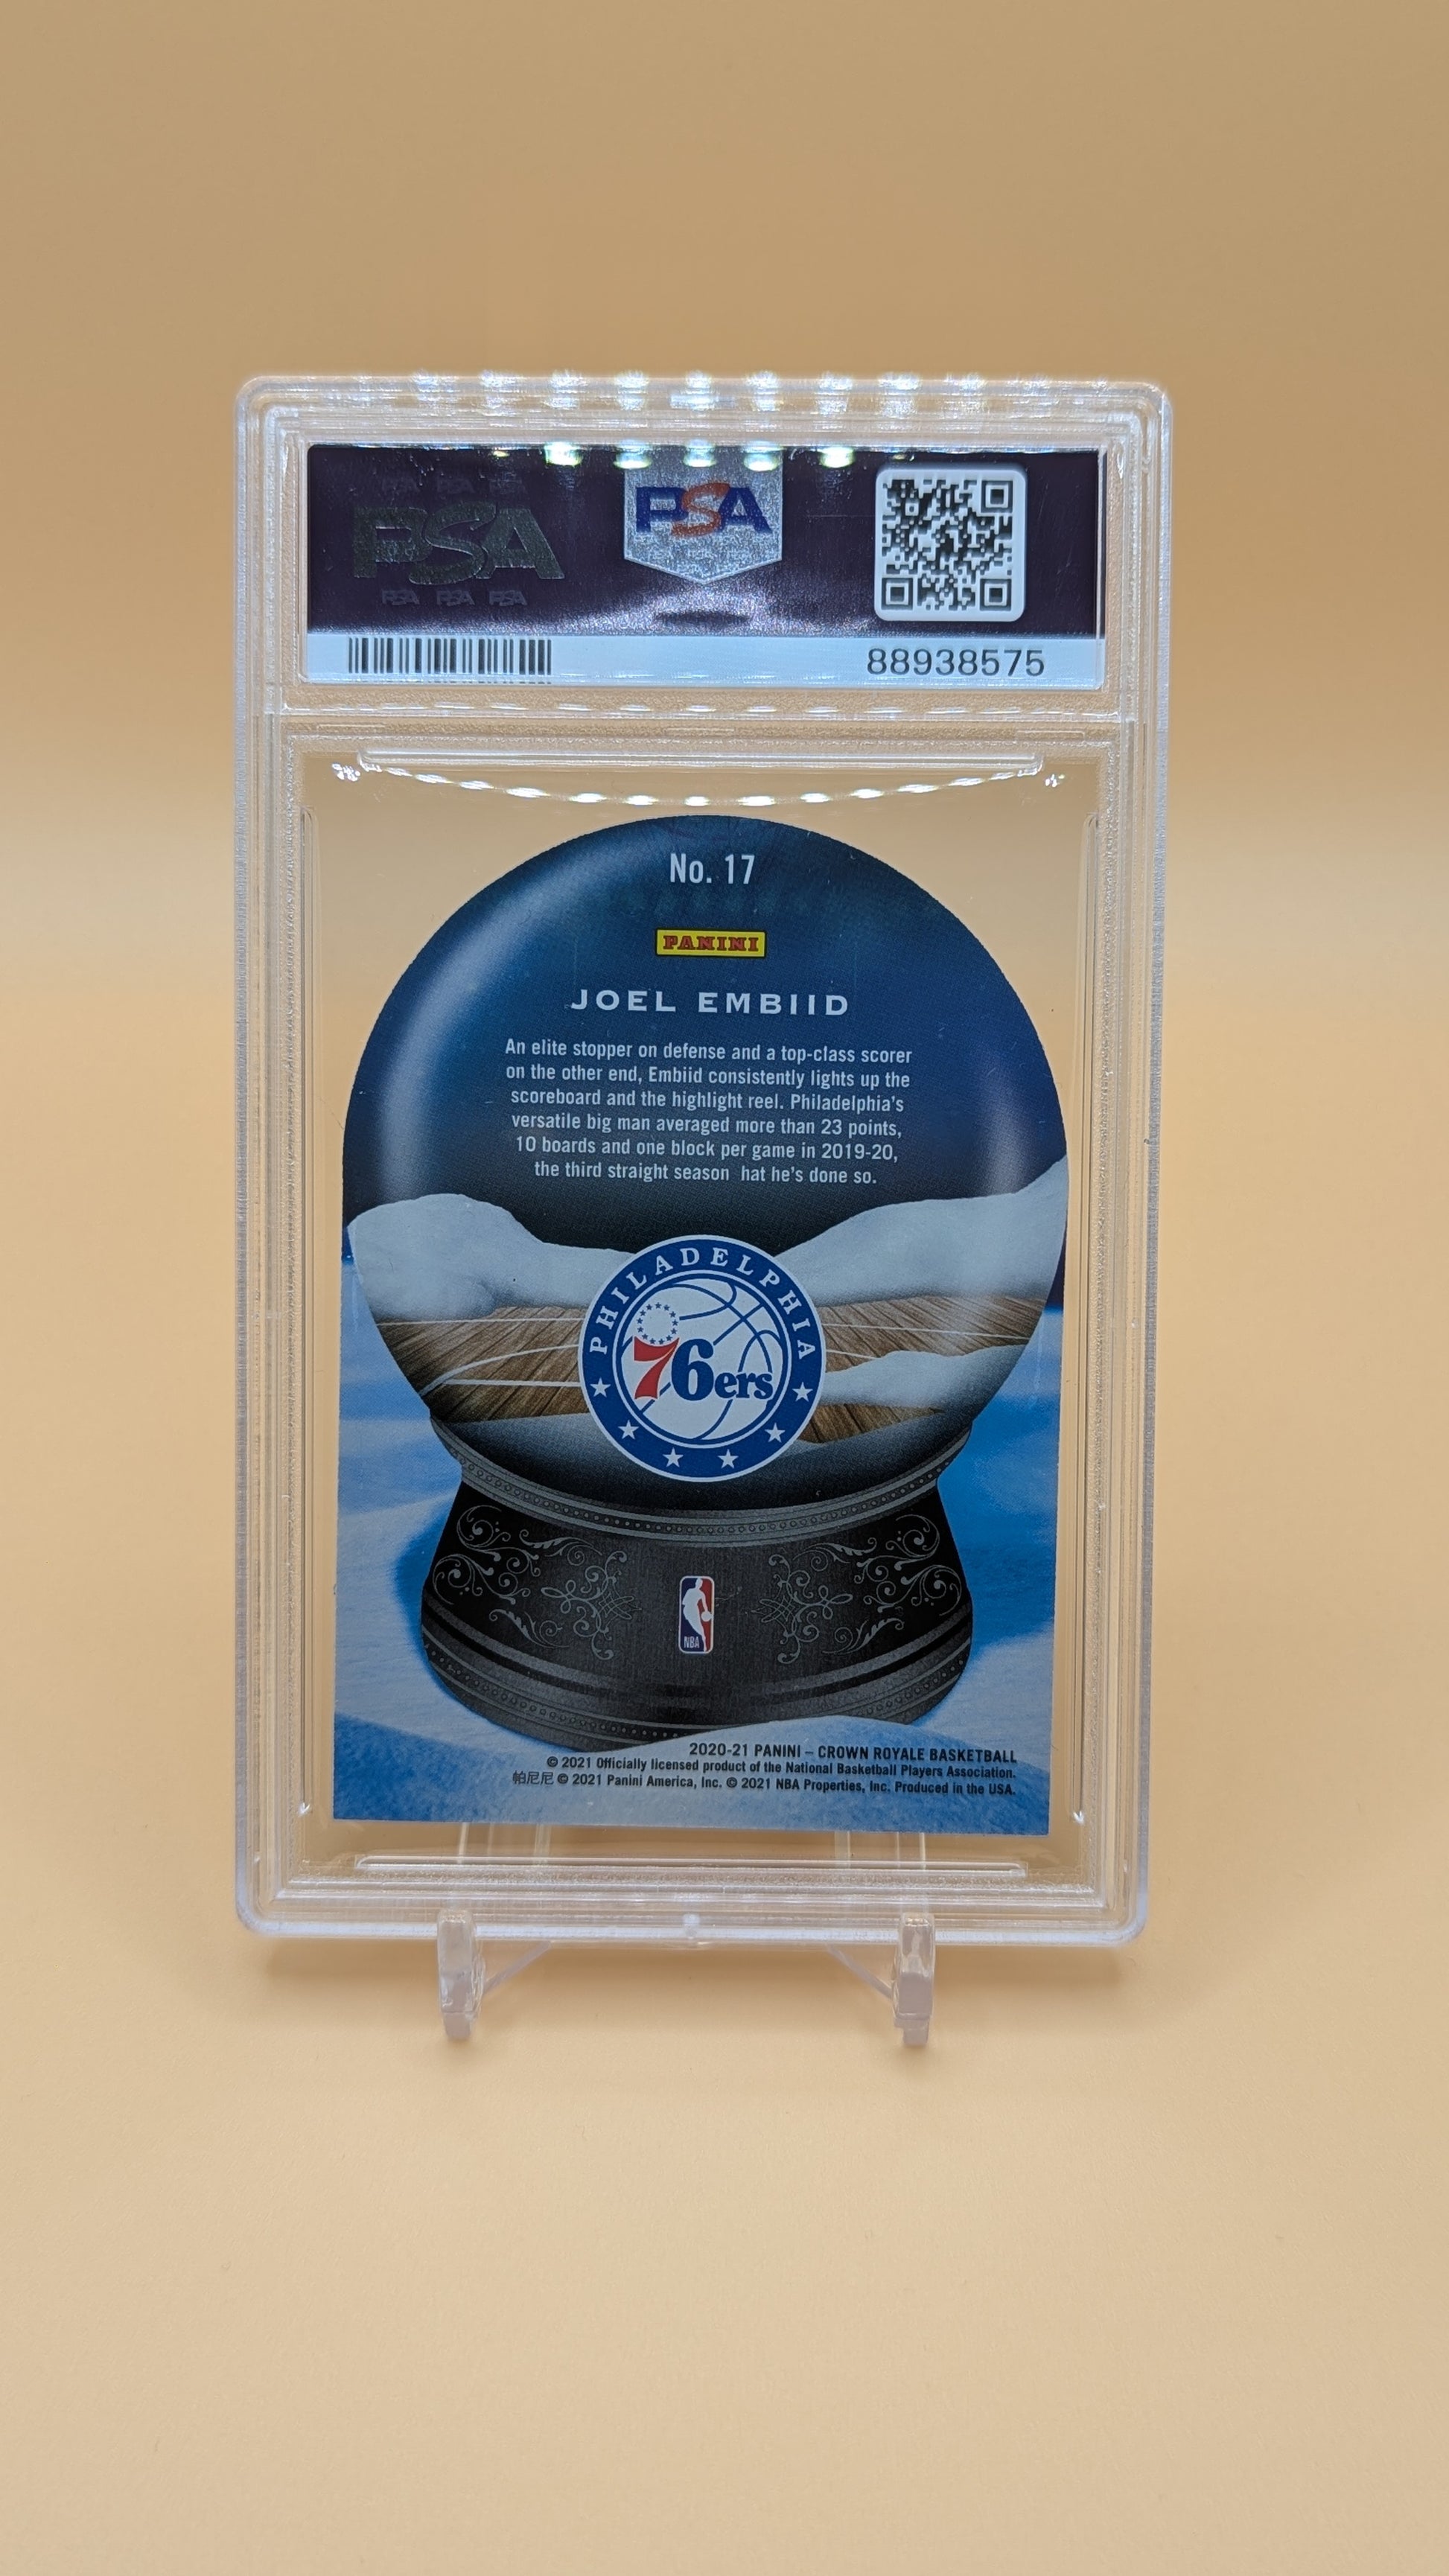 PSA
PSA
88938575
No. 17
PANINI
JOEL EMBIID
An elite stopper on defense and a top-class scorer
on the other end, Embiid consistently lights up the
scoreboard and the highlight reel. Philadelphia's
versatile big man averaged more than 23 points,
10 boards and one block per game in 2019-20,
the third straight season hat he's done so.
PHILADELPHIA
76ers
NBA
2020-21 PANINI – CROWN ROYALE BASKETBALL
© 2021 Officially licensed product of the National Basketball Players Association.
帕尼尼 © 2021 Panini America, Inc. © 2021 NBA Properties, Inc. Produced in the USA.